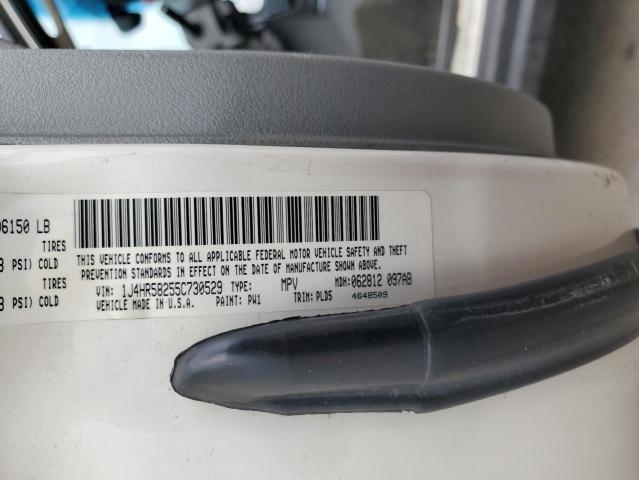 06150 LB
TIRES
B PSI) COLD
TIRES
B PSI) COLD
THIS VEHICLE CONFORMS TO ALL APPLICABLE FEDERAL MOTOR VEHICLE SAFETY AND THEFT
PREVENTION STANDARDS IN EFFECT ON THE DATE OF MANUFACTURE SHOWN ABOVE.
VIN: 1J4HR58255C730529 TYPE: MPV MDH: 062812 097AB
VEHICLE MADE IN U.S.A. PAINT: PW1 TRIM: PLD5 4648509